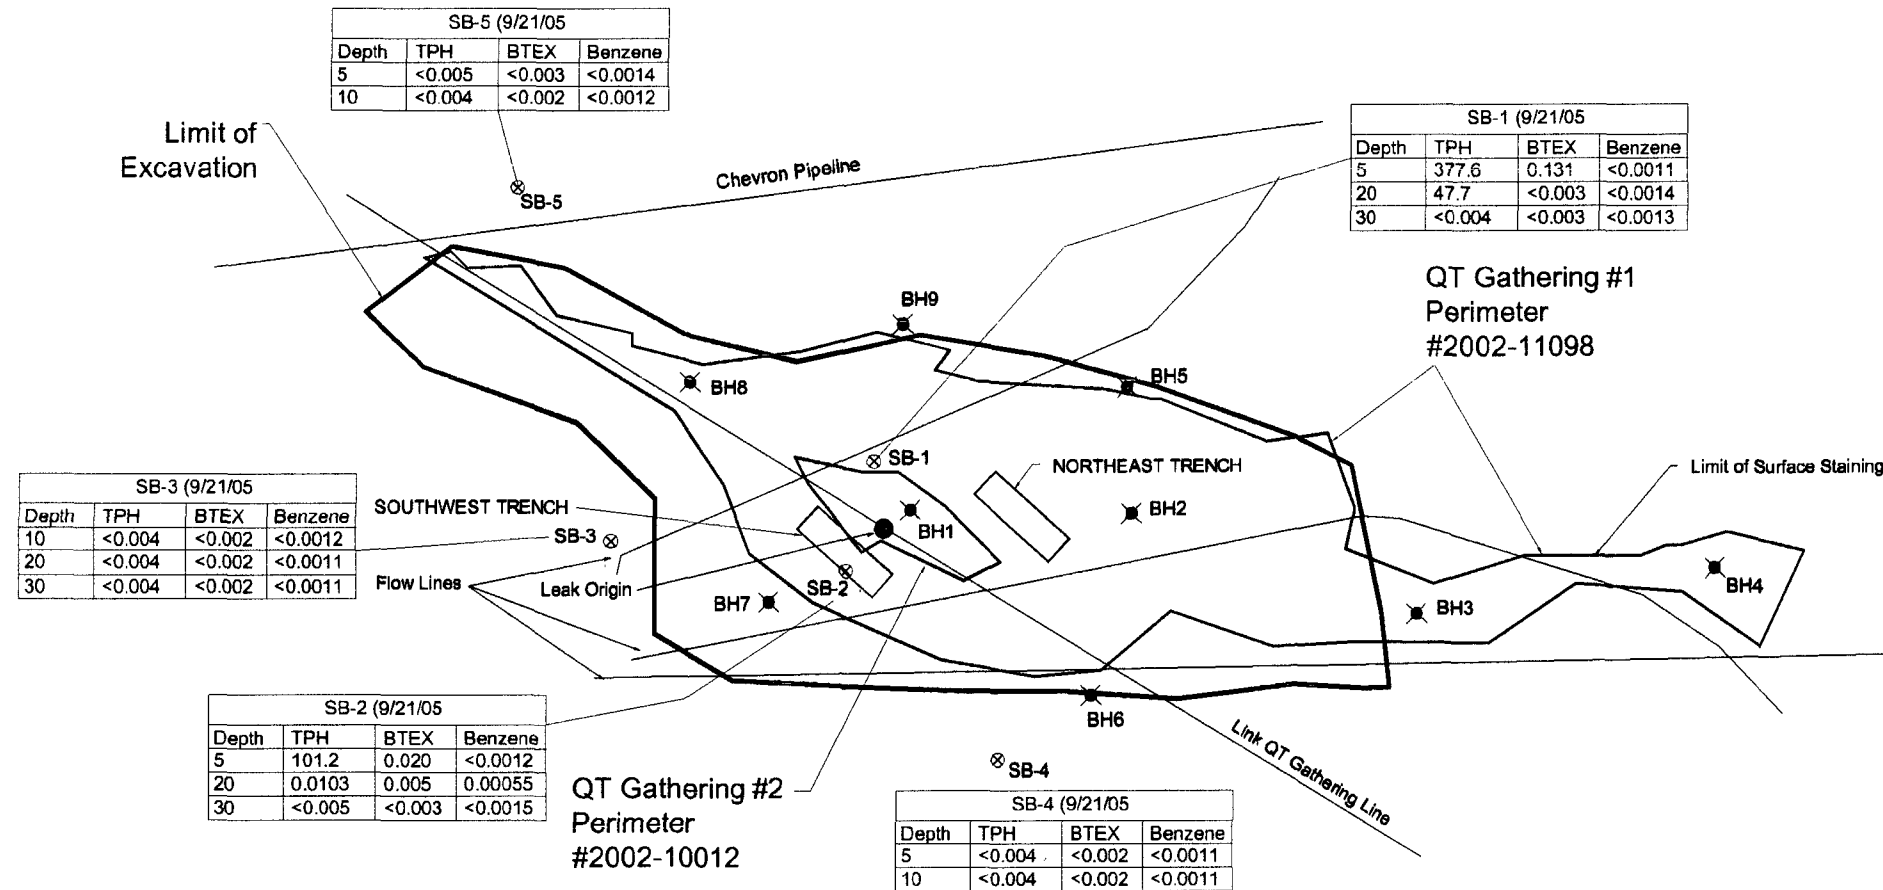 SB-5 (9/21/05
Depth TPH BTEX Benzene
5 <0.005 <0.003 <0.0014
10 <0.004 <0.002 <0.0012
Limit of
Excavation
SB-5
Chevron Pipeline
SB-1 (9/21/05
Depth TPH BTEX Benzene
5 377.6 0.131 <0.0011
20 47.7 <0.003 <0.0014
30 <0.004 <0.003 <0.0013
QT Gathering #1
Perimeter
#2002-11098
BH9
BH8
BH5
SB-1
NORTHEAST TRENCH
Limit of Surface Staining
SB-3 (9/21/05
Depth TPH BTEX Benzene
10 <0.004 <0.002 <0.0012
20 <0.004 <0.002 <0.0011
30 <0.004 <0.002 <0.0011
SOUTHWEST TRENCH
SB-3
BH1
BH2
Flow Lines
Leak Origin
SB-2
BH7
BH3
BH4
SB-2 (9/21/05
Depth TPH BTEX Benzene
5 101.2 0.020 <0.0012
20 0.0103 0.005 0.00055
30 <0.005 <0.003 <0.0015
BH6
Link QT Gathering Line
SB-4
QT Gathering #2
Perimeter
#2002-10012
SB-4 (9/21/05
Depth TPH BTEX Benzene
5 <0.004 <0.002 <0.0011
10 <0.004 <0.002 <0.0011